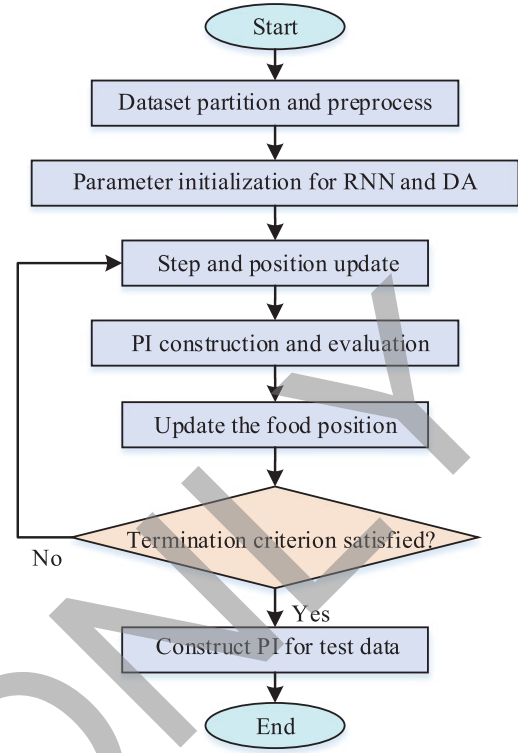 Start
Dataset partition and preprocess
Parameter initialization for RNN and DA
Step and position update
PI construction and evaluation
Update the food position
Termination criterion satisfied?
No
Yes
Construct PI for test data
End
ONLY